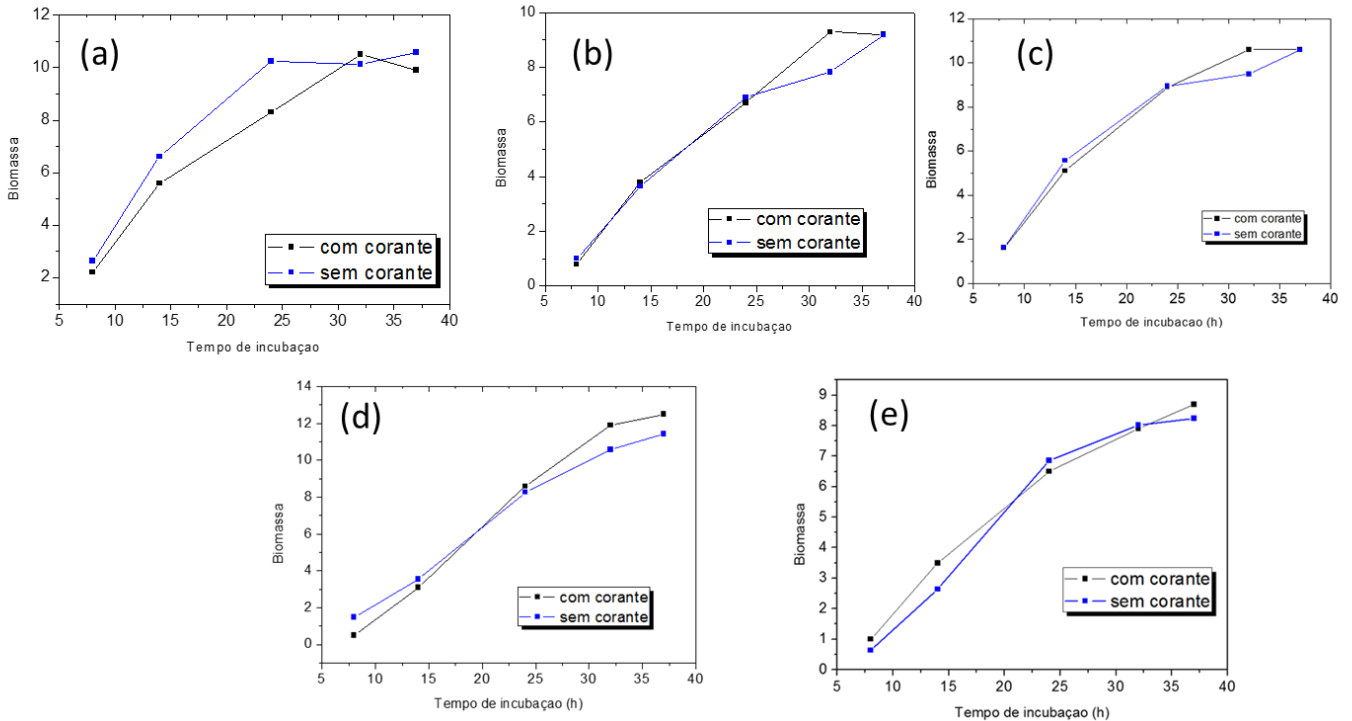 (a)
12
10
8
6
4
2
Biomassa
com corante
sem corante
5 10 15 20 25 30 35 40
Tempo de incubaçao
(b)
10
8
6
4
2
0
Biomassa
com corante
sem corante
5 10 15 20 25 30 35 40
Tempo de incubaçao
(c)
12
10
8
6
4
2
0
Biomassa
com corante
sem corante
5 10 15 20 25 30 35 40
Tempo de incubacao (h)
(d)
14
12
10
8
6
4
2
0
Biomassa
com corante
sem corante
5 10 15 20 25 30 35 40
Tempo de incubaçao (h)
(e)
9
8
7
6
5
4
3
2
1
0
Biomassa
com corante
sem corante
5 10 15 20 25 30 35 40
Tempo de incubaçao (h)